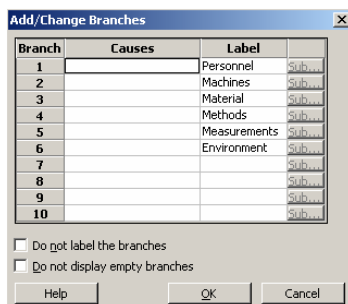 Add/Change Branches
Branch Causes Label
1 Personnel Sub...
2 Machines Sub...
3 Material Sub...
4 Methods Sub...
5 Measurements Sub...
6 Environment Sub...
7 Sub...
8 Sub...
9 Sub...
10 Sub...
Do not label the branches
Do not display empty branches
Help OK Cancel